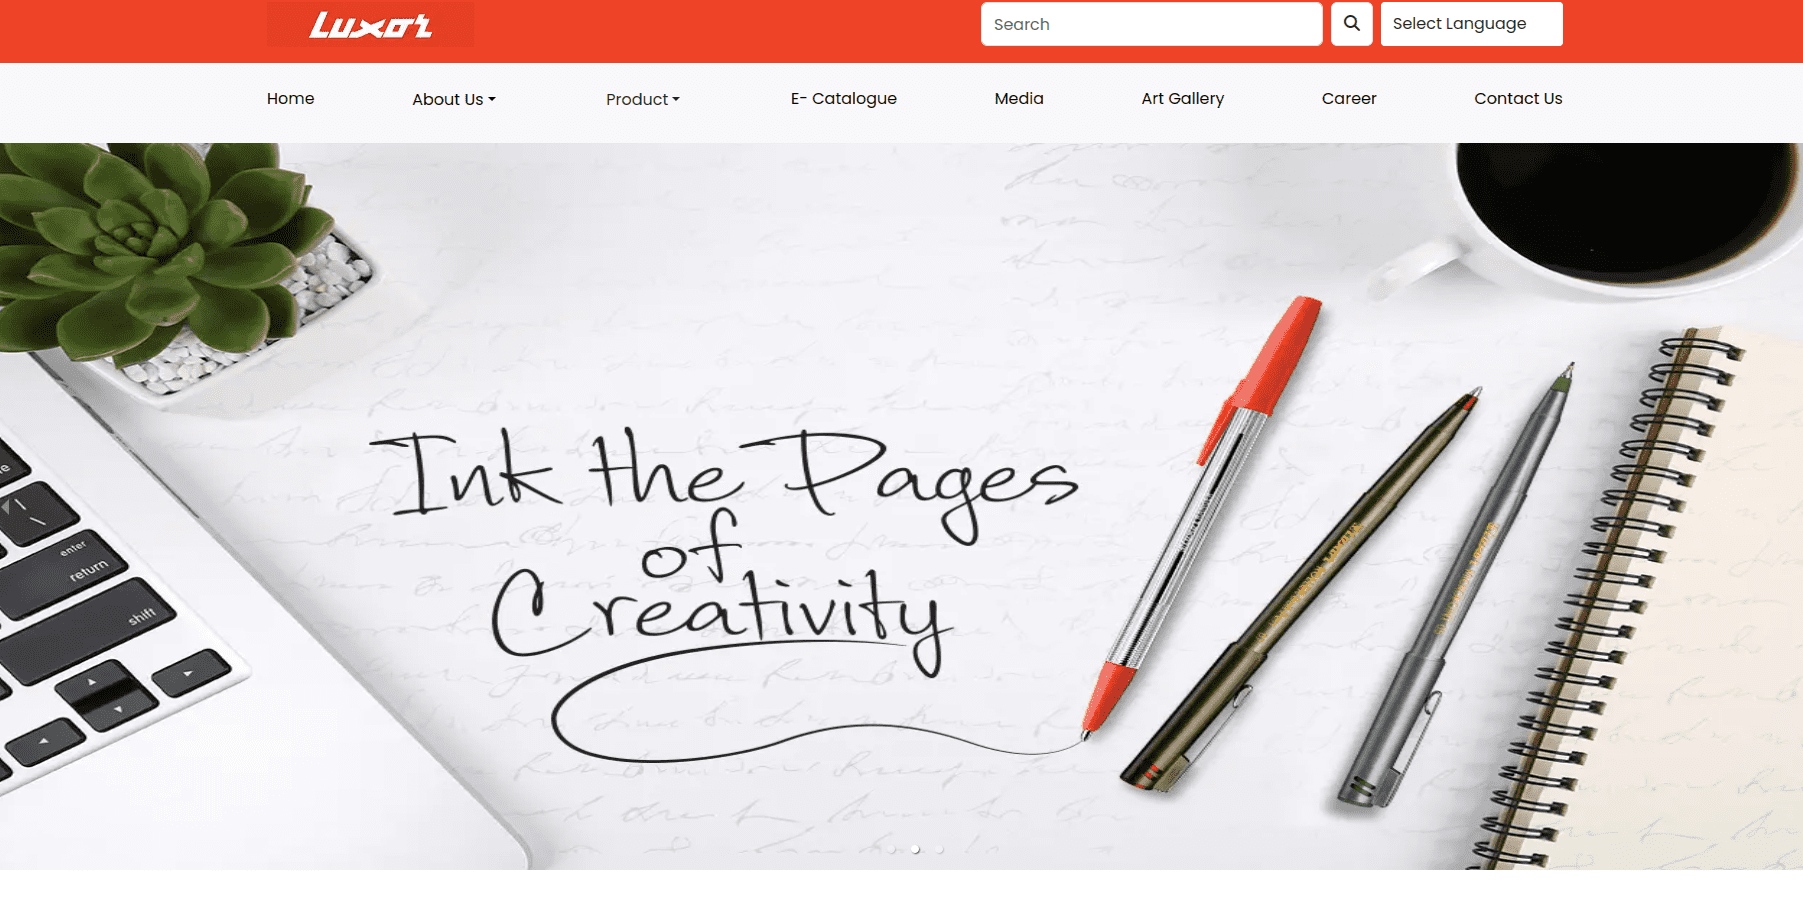 Luxor
Search
Select Language
Home
About Us
Product
E- Catalogue
Media
Art Gallery
Career
Contact Us
Ink the Pages
of
Creativity
enter
return
shift